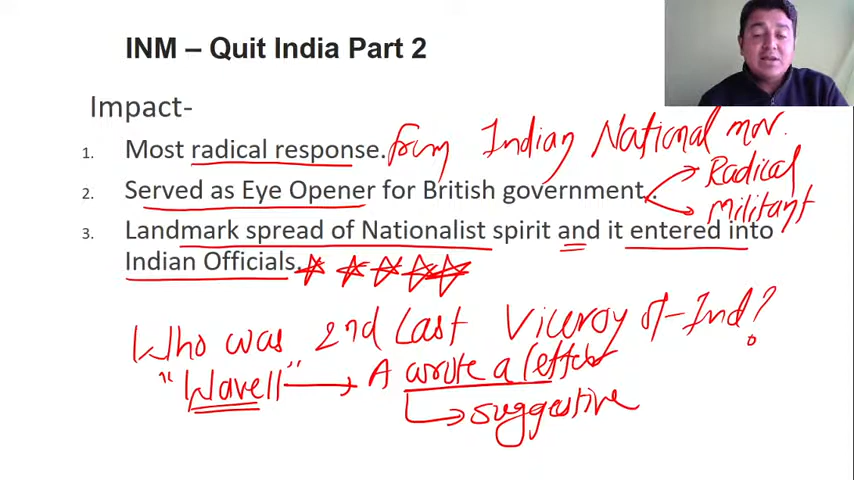 INM – Quit India Part 2
Impact-
1. Most radical response. from Indian National mov.
2. Served as Eye Opener for British government. Radical
militant
3. Landmark spread of Nationalist spirit and it entered into
Indian Officials.
Who was 2nd Last Viceroy of Ind?
"Wavell" → A wrote a letter
suggestive